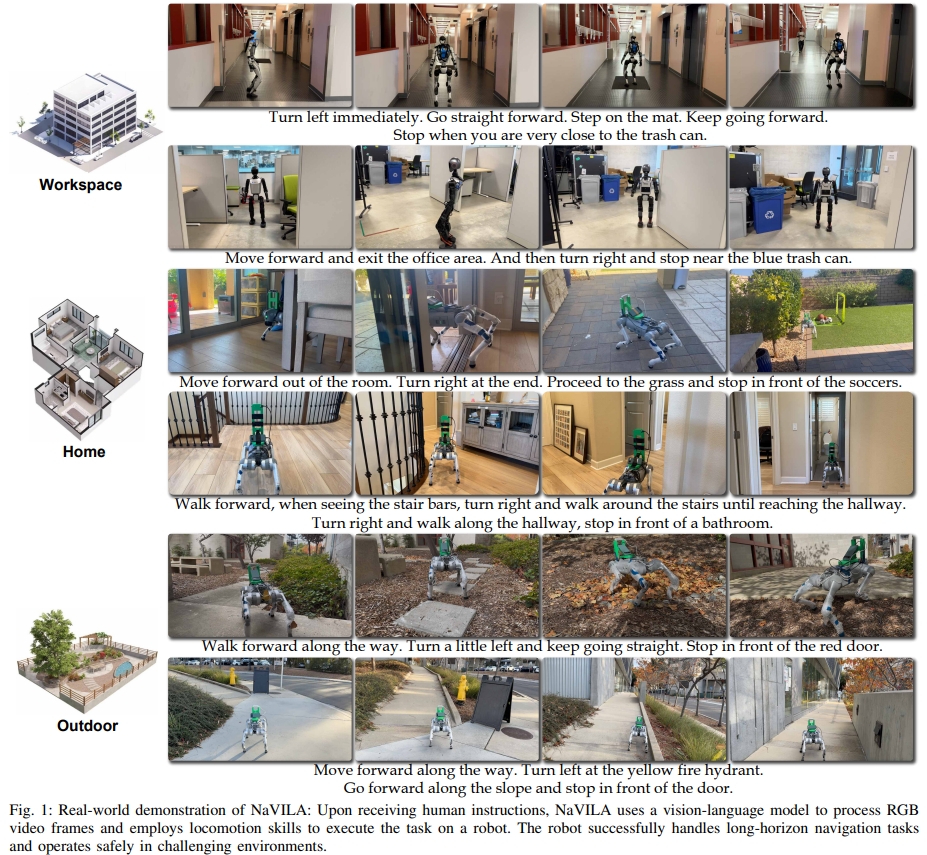 Turn left immediately. Go straight forward. Step on the mat. Keep going forward.
Stop when you are very close to the trash can.
Workspace
Move forward and exit the office area. And then turn right and stop near the blue trash can.
Move forward out of the room. Turn right at the end. Proceed to the grass and stop in front of the soccers.
Home
Walk forward, when seeing the stair bars, turn right and walk around the stairs until reaching the hallway.
Turn right and walk along the hallway, stop in front of a bathroom.
Walk forward along the way. Turn a little left and keep going straight. Stop in front of the red door.
Outdoor
Move forward along the way. Turn left at the yellow fire hydrant.
Go forward along the slope and stop in front of the door.
Fig. 1: Real-world demonstration of NaVILA: Upon receiving human instructions, NaVILA uses a vision-language model to process RGB
video frames and employs locomotion skills to execute the task on a robot. The robot successfully handles long-horizon navigation tasks
and operates safely in challenging environments.